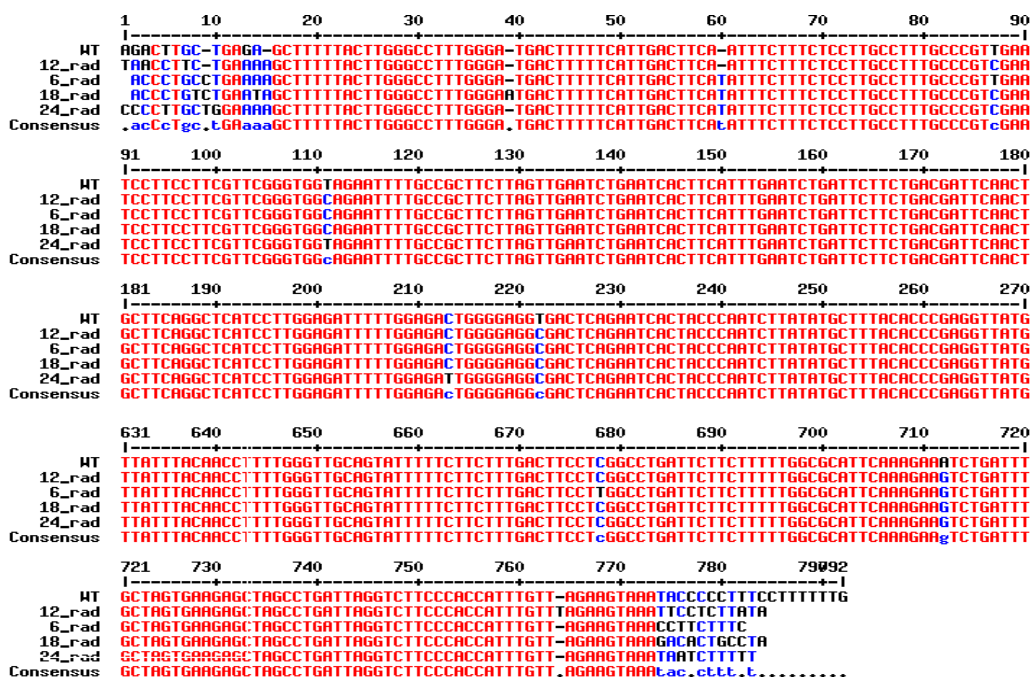 1 10 20 30 40 50 60 70 80 90
|--------+---------+---------+---------+---------+---------+---------+---------+---------|
WT AGACTTGC-TGAGA-GCTTTTTACTTGGGCCTTTGGGA-TGACTTTTTCATTGACTTCA-ATTTCTTTCTCCTTGCCTTTGCCCGTTGAA
12_rad TAACCTTC-TGAAAAGCTTTTTACTTGGGCCTTTGGGA-TGACTTTTTCATTGACTTCA-ATTTCTTTCTCCTTGCCTTTGCCCGTCGAA
6_rad ACCCTGCCTGAAAAGCTTTTTACTTGGGCCTTTGGGA-TGACTTTTTCATTGACTTCATATTTCTTTCTCCTTGCCTTTGCCCGTTGAA
18_rad ACCCTGTCTGAATAGCTTTTTACTTGGGCCTTTGGGAATGACTTTTTCATTGACTTCATATTTCTTTCTCCTTGCCTTTGCCCGTCGAA
24_rad CCCCTTGCTGGAAAAGCTTTTTACTTGGGCCTTTGGGA-TGACTTTTTCATTGACTTCATATTTCTTTCTCCTTGCCTTTGCCCGTCGAA
Consensus .acCcTgc.tGAaaaGCTTTTTACTTGGGCCTTTGGGA.TGACTTTTTCATTGACTTCAtATTTCTTTCTCCTTGCCTTTGCCCGTcGAA
91 100 110 120 130 140 150 160 170 180
|--------+---------+---------+---------+---------+---------+---------+---------+---------|
WT TCCTTCCTTCGTTCGGGTGGTAGAATTTTGCCGCTTCTTAGTTGAATCTGAATCACTTCATTTGAATCTGATTCTTCTGACGATTCAACT
12_rad TCCTTCCTTCGTTCGGGTGGCAGAATTTTGCCGCTTCTTAGTTGAATCTGAATCACTTCATTTGAATCTGATTCTTCTGACGATTCAACT
6_rad TCCTTCCTTCGTTCGGGTGGCAGAATTTTGCCGCTTCTTAGTTGAATCTGAATCACTTCATTTGAATCTGATTCTTCTGACGATTCAACT
18_rad TCCTTCCTTCGTTCGGGTGGCAGAATTTTGCCGCTTCTTAGTTGAATCTGAATCACTTCATTTGAATCTGATTCTTCTGACGATTCAACT
24_rad TCCTTCCTTCGTTCGGGTGGTAGAATTTTGCCGCTTCTTAGTTGAATCTGAATCACTTCATTTGAATCTGATTCTTCTGACGATTCAACT
Consensus TCCTTCCTTCGTTCGGGTGGcAGAATTTTGCCGCTTCTTAGTTGAATCTGAATCACTTCATTTGAATCTGATTCTTCTGACGATTCAACT
181 190 200 210 220 230 240 250 260 270
|--------+---------+---------+---------+---------+---------+---------+---------+---------|
WT GCTTCAGGCTCATCCTTGGAGATTTTTGGAGACTGGGGAGGTGACTCAGAATCACTACCCAATCTTATATGCTTTACACCCGAGGTTATG
12_rad GCTTCAGGCTCATCCTTGGAGATTTTTGGAGACTGGGGAGGCGACTCAGAATCACTACCCAATCTTATATGCTTTACACCCGAGGTTATG
6_rad GCTTCAGGCTCATCCTTGGAGATTTTTGGAGACTGGGGAGGCGACTCAGAATCACTACCCAATCTTATATGCTTTACACCCGAGGTTATG
18_rad GCTTCAGGCTCATCCTTGGAGATTTTTGGAGACTGGGGAGGCGACTCAGAATCACTACCCAATCTTATATGCTTTACACCCGAGGTTATG
24_rad GCTTCAGGCTCATCCTTGGAGATTTTTGGAGATTGGGGAGGCGACTCAGAATCACTACCCAATCTTATATGCTTTACACCCGAGGTTATG
Consensus GCTTCAGGCTCATCCTTGGAGATTTTTGGAGAcTGGGGAGGcGACTCAGAATCACTACCCAATCTTATATGCTTTACACCCGAGGTTATG
631 640 650 660 670 680 690 700 710 720
|--------+---------+---------+---------+---------+---------+---------+---------+---------|
WT TTATTTACAACCTTTTGGGTTGCAGTATTTTTCTTCTTTGACTTCCTCGGCCTGATTCTTCTTTTTGGCGCATTCAAAGAAATCTGATTT
12_rad TTATTTACAACCTTTTGGGTTGCAGTATTTTTCTTCTTTGACTTCCTCGGCCTGATTCTTCTTTTTGGCGCATTCAAAGAAGTCTGATTT
6_rad TTATTTACAACCTTTTGGGTTGCAGTATTTTTCTTCTTTGACTTCCTTGGCCTGATTCTTCTTTTTGGCGCATTCAAAGAAGTCTGATTT
18_rad TTATTTACAACCTTTTGGGTTGCAGTATTTTTCTTCTTTGACTTCCTCGGCCTGATTCTTCTTTTTGGCGCATTCAAAGAAGTCTGATTT
24_rad TTATTTACAACCTTTTGGGTTGCAGTATTTTTCTTCTTTGACTTCCTCGGCCTGATTCTTCTTTTTGGCGCATTCAAAGAAGTCTGATTT
Consensus TTATTTACAACCTTTTGGGTTGCAGTATTTTTCTTCTTTGACTTCCTcGGCCTGATTCTTCTTTTTGGCGCATTCAAAGAAgTCTGATTT
721 730 740 750 760 770 780 790792
|--------+---------+---------+---------+---------+---------+---------+-|
WT GCTAGTGAAGAGCTAGCCTGATTAGGTCTTCCCACCATTTGTT-AGAAGTAAATACCCCCTTTCCTTTTTTG
12_rad GCTAGTGAAGAGCTAGCCTGATTAGGTCTTCCCACCATTTGTTTAGAAGTAAATTCCTCTTATA
6_rad GCTAGTGAAGAGCTAGCCTGATTAGGTCTTCCCACCATTTGTT-AGAAGTAAACCTTCTTTC
18_rad GCTAGTGAAGAGCTAGCCTGATTAGGTCTTCCCACCATTTGTT-AGAAGTAAAGACACTGCCTA
24_rad GCTAGTGAAGAGCTAGCCTGATTAGGTCTTCCCACCATTTGTT-AGAAGTAAATAATCTTTTT
Consensus GCTAGTGAAGAGCTAGCCTGATTAGGTCTTCCCACCATTTGTT.AGAAGTAAAtac.cttt.t.........